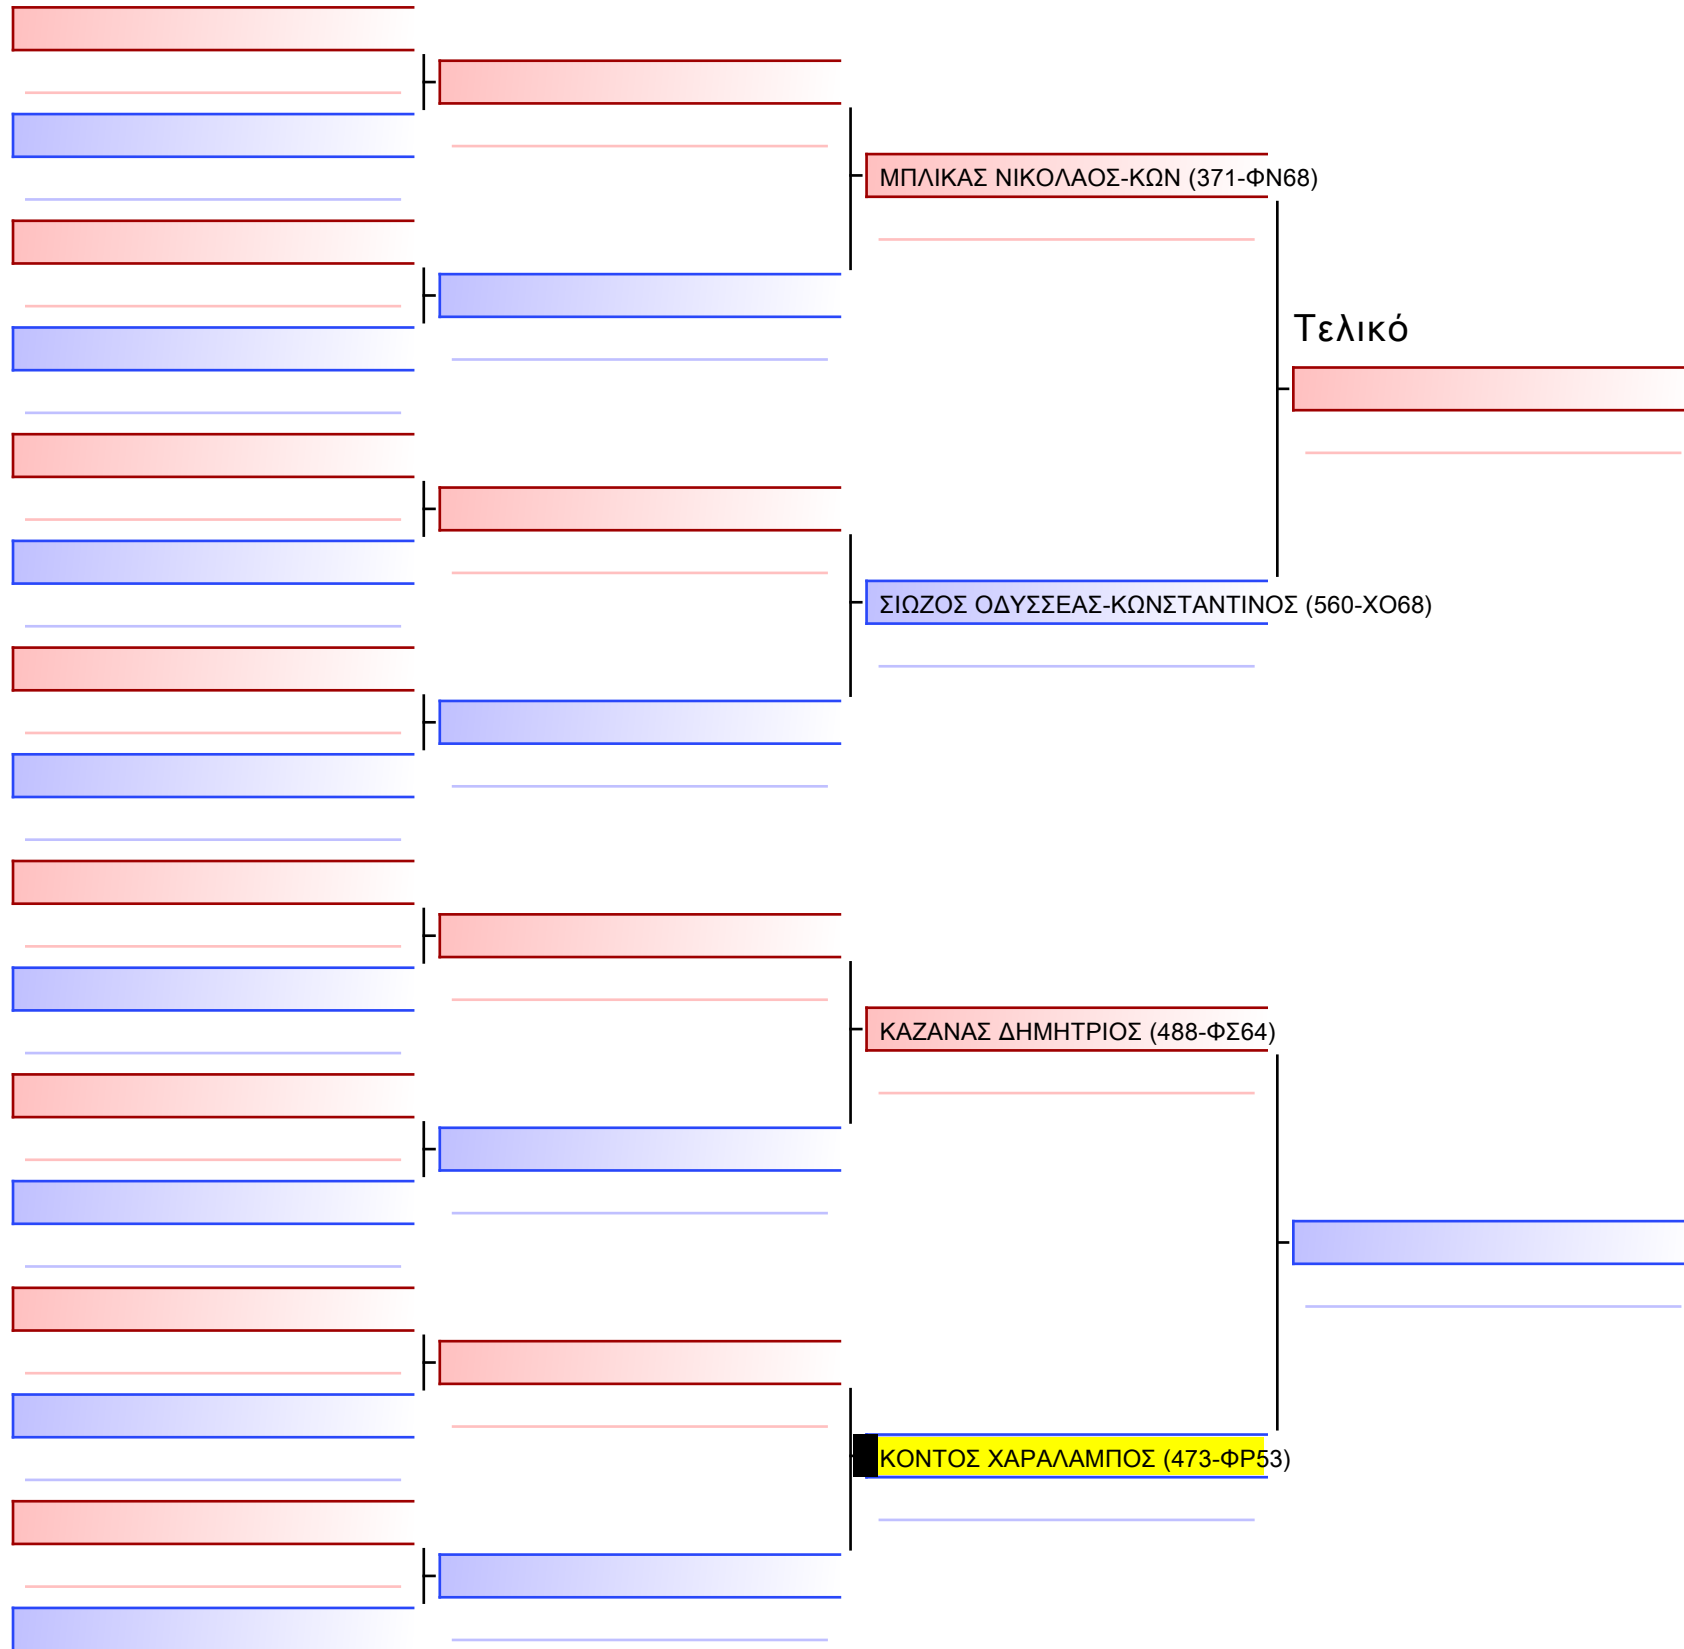 ΜΠΛΙΚΑΣ ΝΙΚΟΛΑΟΣ-ΚΩΝ (371-ΦΝ68)
Τελικό
ΣΙΩΖΟΣ ΟΔΥΣΣΕΑΣ-ΚΩΝΣΤΑΝΤΙΝΟΣ (560-ΧΟ68)
ΚΑΖΑΝΑΣ ΔΗΜΗΤΡΙΟΣ (488-ΦΣ64)
ΚΟΝΤΟΣ ΧΑΡΑΛΑΜΠΟΣ (473-ΦΡ53)